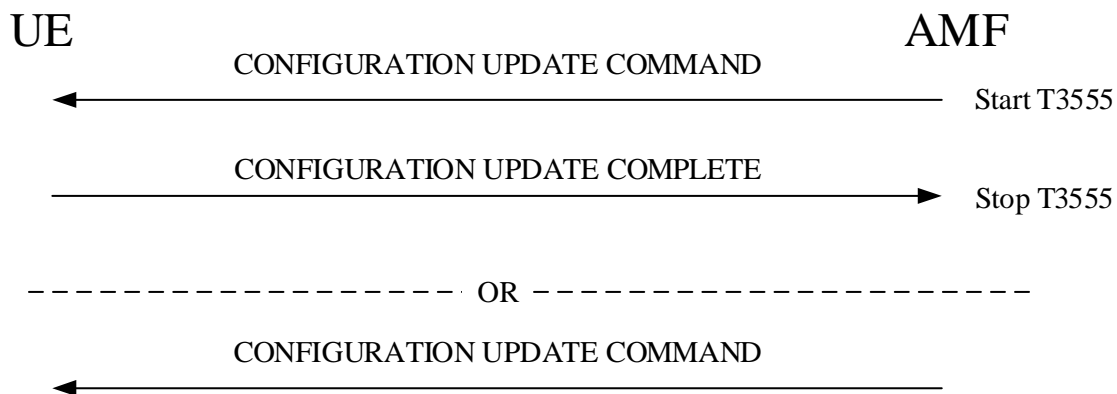 UE AMF
CONFIGURATION UPDATE COMMAND
Start T3555
CONFIGURATION UPDATE COMPLETE
Stop T3555
OR
CONFIGURATION UPDATE COMMAND